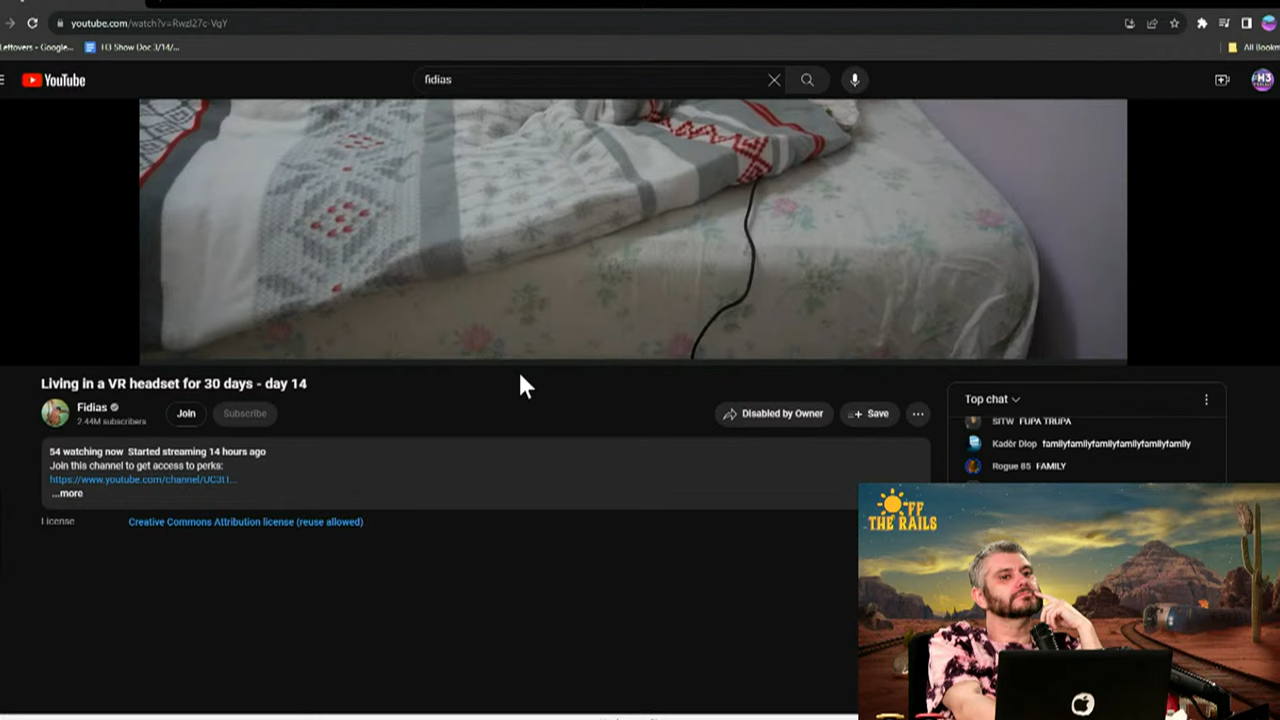 youtube.com/watch?v=Rwzl27c-VgY
Leftovers - Google...
H3 Show Doc 3/14/...
All Bookm
YouTube
fidias
H3
Living in a VR headset for 30 days - day 14
Fidias
2.44M subscribers
Join
Subscribe
Disabled by Owner
Save
...
54 watching now Started streaming 14 hours ago
Join this channel to get access to perks:
https://www.youtube.com/channel/UC3t1...
...more
License
Creative Commons Attribution license (reuse allowed)
Top chat
SITW FUPA TRUPA
Kadèr Diop familyfamilyfamilyfamilyfamilyfamily
Rogue 85 FAMILY
OFF
THE RAILS